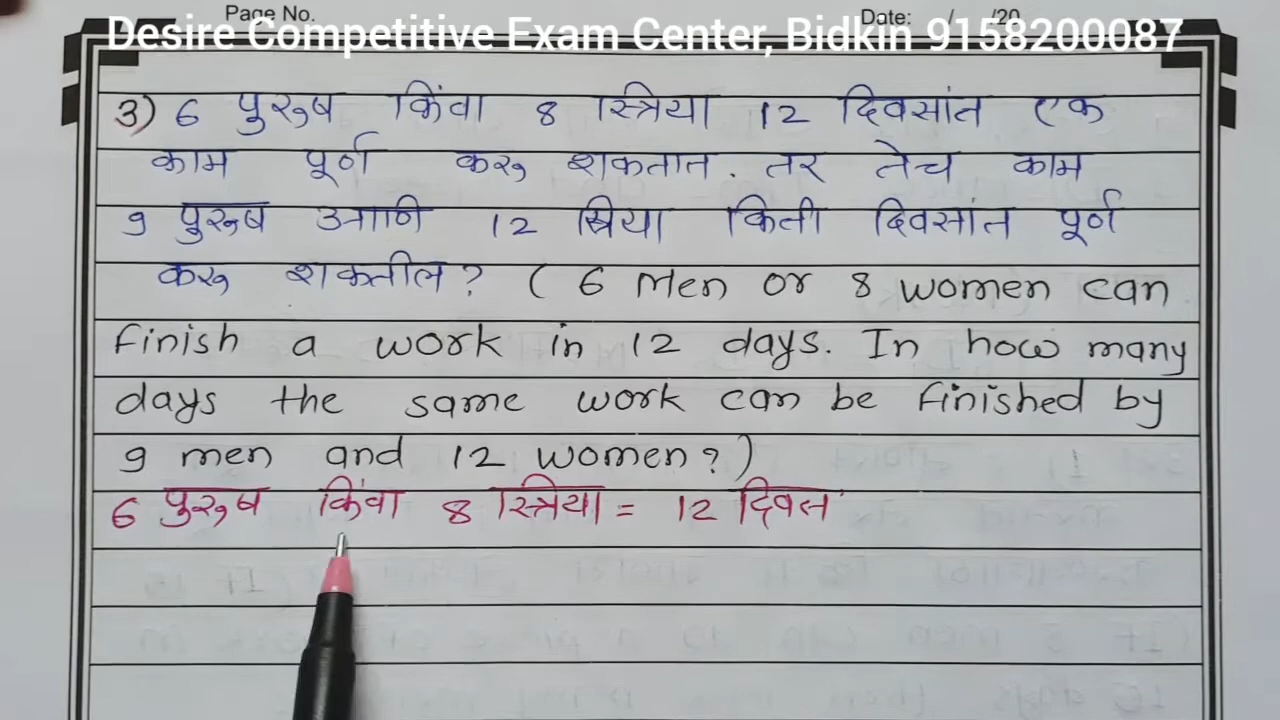 Page No. Date: / /20
Desire Competitive Exam Center, Bidkin 9158200087
3) 6 पुरुष किंवा 8 स्त्रिया 12 दिवसांत एक
काम पूर्ण करु शकतात. तर तेच काम
9 पुरुष आणि 12 स्त्रिया किती दिवसांत पूर्ण
करु शकतील? ( 6 Men or 8 women can
finish a work in 12 days. In how many
days the same work can be finished by
9 men and 12 women?)
6 पुरुष किंवा 8 स्त्रिया = 12 दिवस